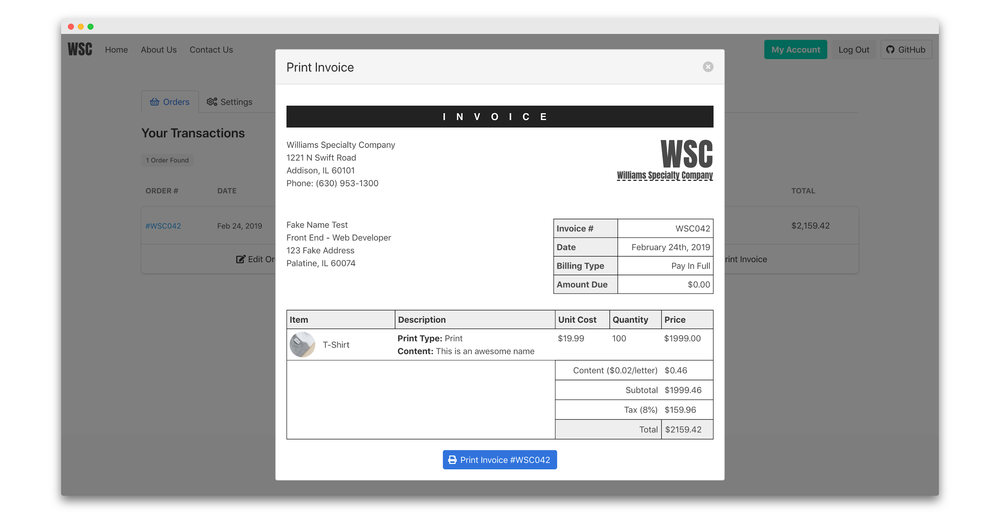 WSC Home About Us Contact Us My Account Log Out GitHub
Print Invoice
Orders Settings
INVOICE
Your Transactions
1 Order Found
Williams Specialty Company
1221 N Swift Road
Addison, IL 60101
Phone: (630) 953-1300
WSC
Williams Specialty Company
ORDER # DATE TOTAL
#WSC042 Feb 24, 2019 $2,159.42
Edit Or
rint Invoice
Fake Name Test
Front End - Web Developer
123 Fake Address
Palatine, IL 60074
Invoice # WSC042
Date February 24th, 2019
Billing Type Pay In Full
Amount Due $0.00
Item Description Unit Cost Quantity Price
T-Shirt
Print Type: Print $19.99 100 $1999.00
Content: This is an awesome name
Content ($0.02/letter) $0.46
Subtotal $1999.46
Tax (8%) $159.96
Total $2159.42
Print Invoice #WSC042